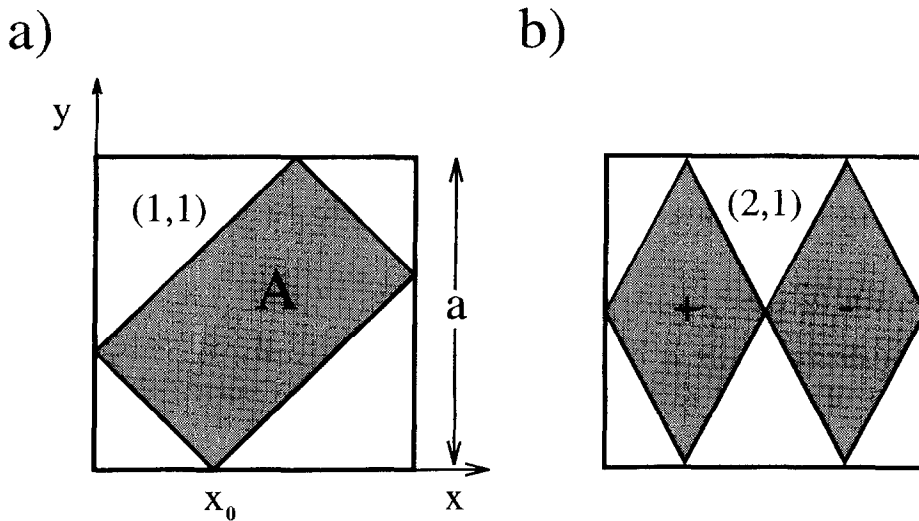 a)
b)
y
(1,1)
(2,1)
A
a
+
-
x₀
x